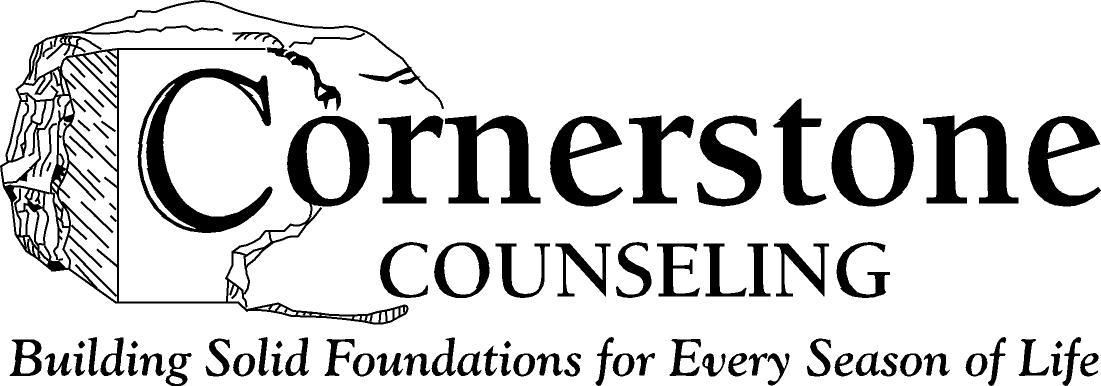 Cornerstone
COUNSELING
Building Solid Foundations for Every Season of Life